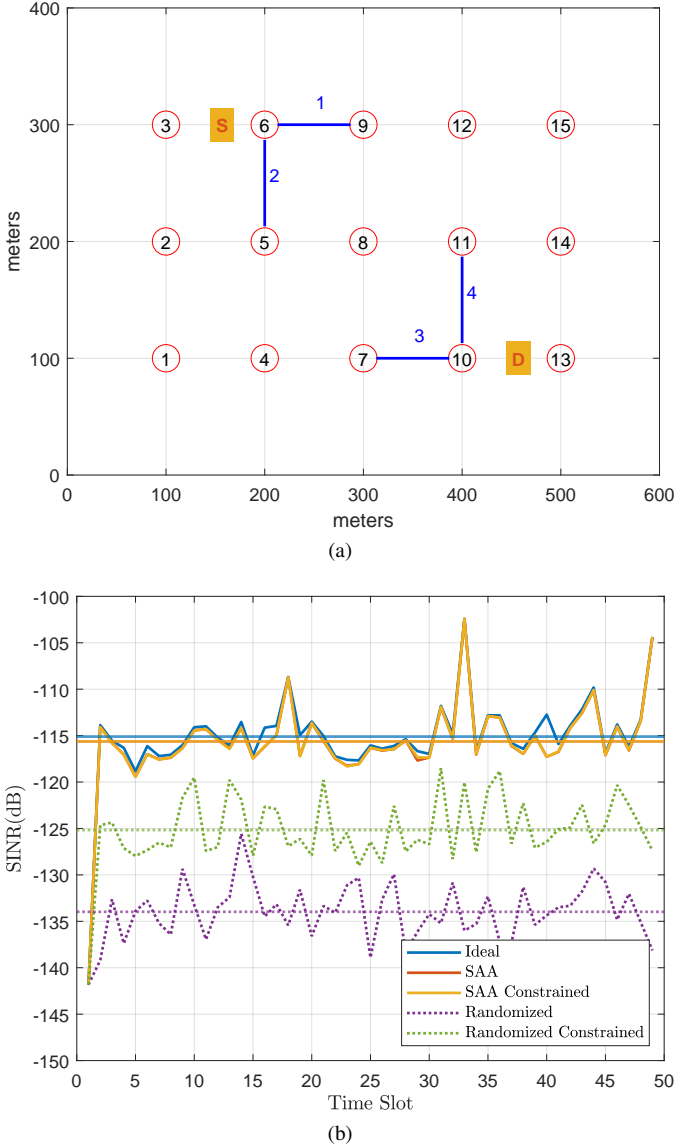 400
300
200
100
0
meters
1
3 S 6 9 12 15
2
2 5 8 11 14
4
3
1 4 7 10 D 13
0 100 200 300 400 500 600
meters
(a)
-100
-105
-110
-115
-120
-125
-130
-135
-140
-145
-150
SINR(dB)
Ideal
SAA
SAA Constrained
Randomized
Randomized Constrained
0 5 10 15 20 25 30 35 40 45 50
Time Slot
(b)